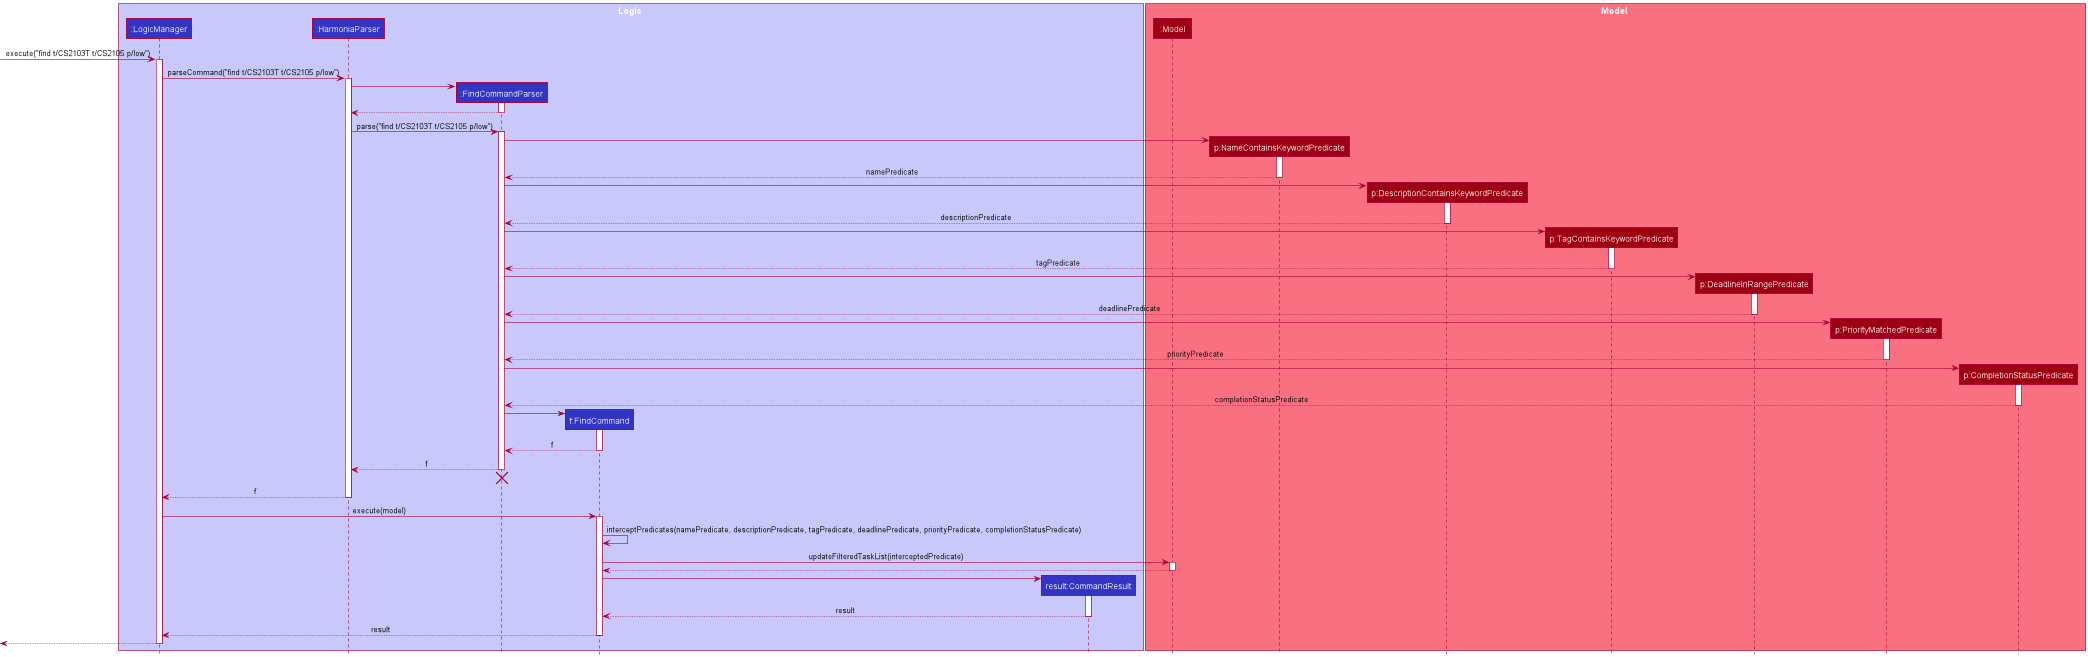 Logic
Model
:LogicManager
:HarmoniaParser
:Model
execute("find t/CS2103T t/CS2105 p/low")
parseCommand("find t/CS2103T t/CS2105 p/low")
:FindCommandParser
parse("find t/CS2103T t/CS2105 p/low")
p:NameContainsKeywordPredicate
namePredicate
p:DescriptionContainsKeywordPredicate
descriptionPredicate
p:TagContainsKeywordPredicate
tagPredicate
p:DeadlineInRangePredicate
deadlinePredicate
p:PriorityMatchedPredicate
priorityPredicate
p:CompletionStatusPredicate
completionStatusPredicate
f:FindCommand
f
f
f
execute(model)
interceptPredicates(namePredicate, descriptionPredicate, tagPredicate, deadlinePredicate, priorityPredicate, completionStatusPredicate)
updateFilteredTaskList(interceptedPredicate)
result:CommandResult
result
result